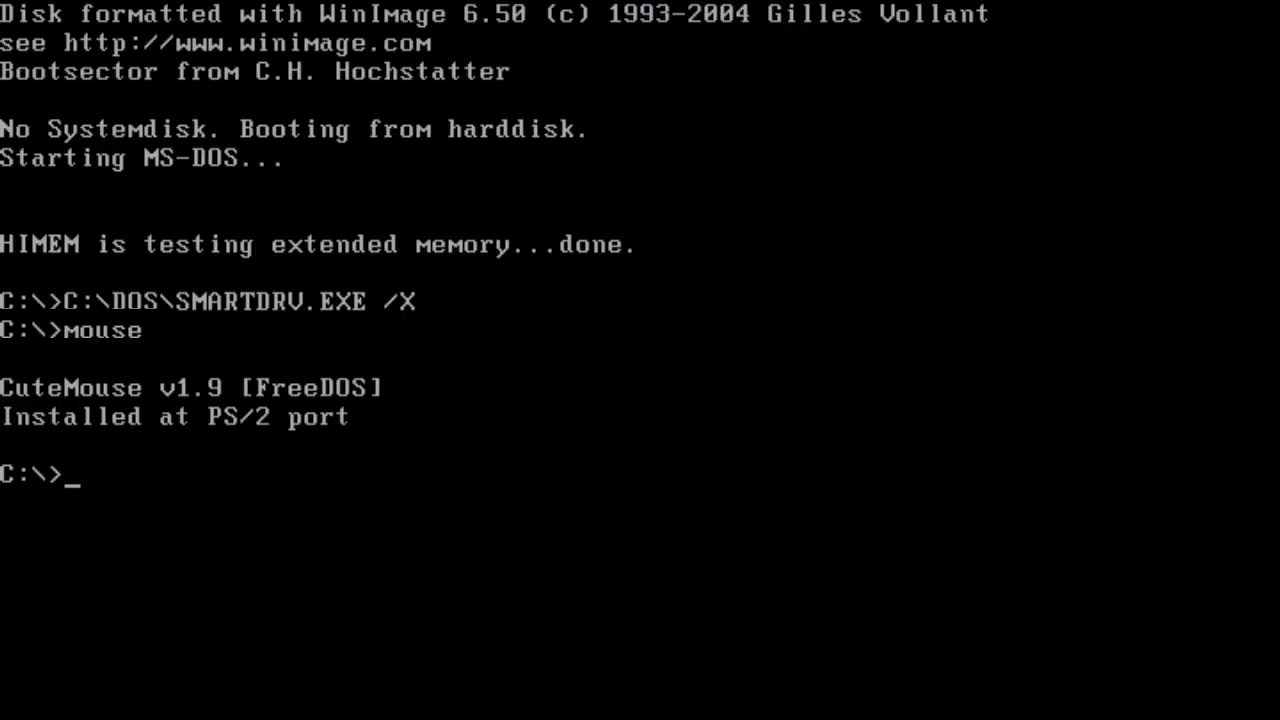 Disk formatted with WinImage 6.50 (c) 1993-2004 Gilles Vollant
see http://www.winimage.com
Bootsector from C.H. Hochstatter
No Systemdisk. Booting from harddisk.
Starting MS-DOS...
HIMEM is testing extended memory...done.
C:\>C:\DOS\SMARTDRV.EXE /X
C:\>mouse
CuteMouse v1.9 [FreeDOS]
Installed at PS/2 port
C:\>_